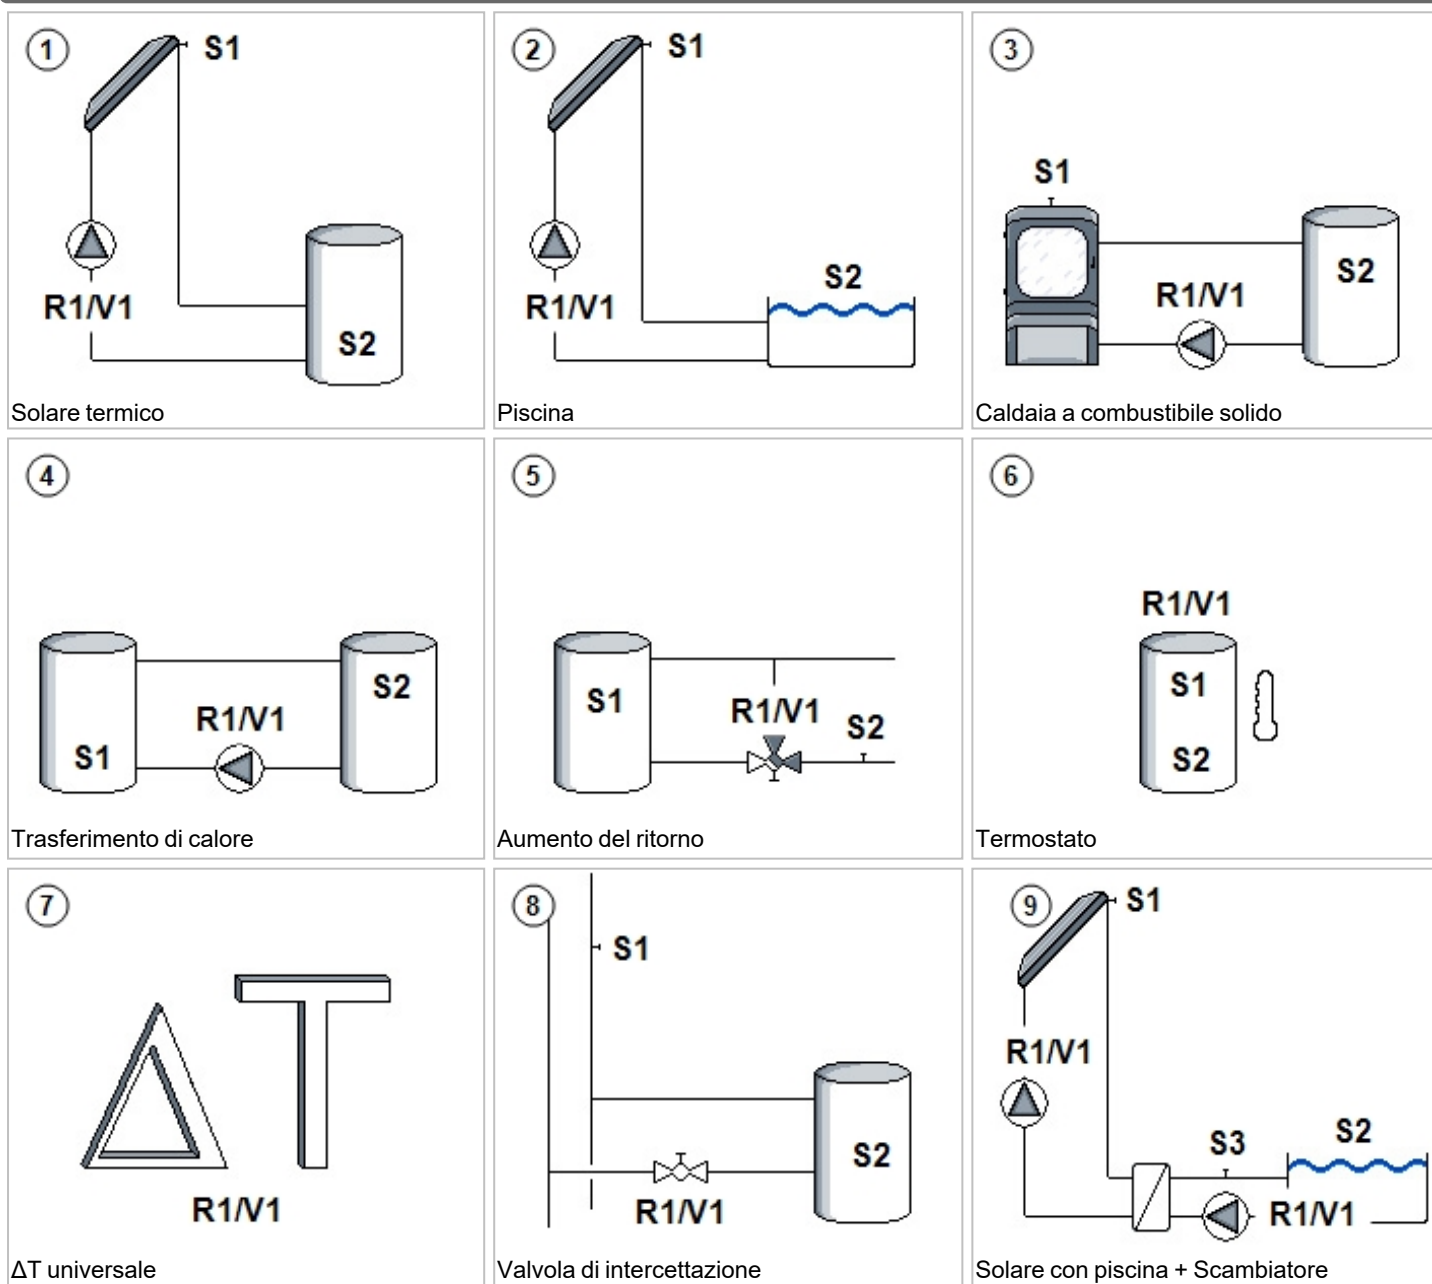 1
S1
R1/V1
S2
Solare termico
2
S1
R1/V1
S2
Piscina
3
S1
R1/V1
S2
Caldaia a combustibile solido
4
S2
R1/V1
S1
Trasferimento di calore
5
S1
R1/V1
S2
Aumento del ritorno
6
R1/V1
S1
S2
Termostato
7
ΔT
R1/V1
ΔT universale
8
S1
S2
R1/V1
Valvola di intercettazione
9
S1
R1/V1
S3
S2
R1/V1
Solare con piscina + Scambiatore